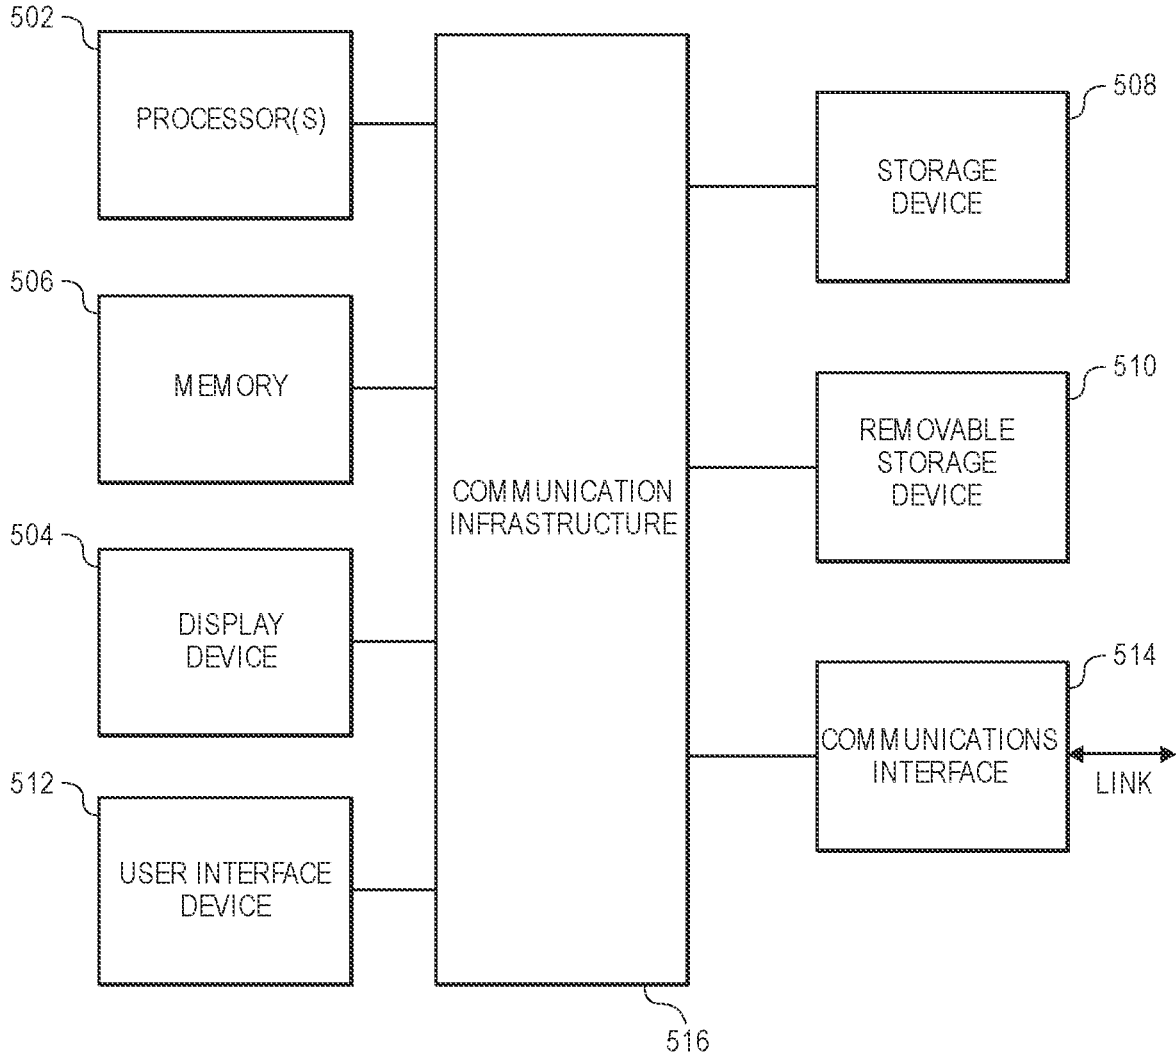 502
PROCESSOR(S)
506
MEMORY
504
DISPLAY
DEVICE
512
USER INTERFACE
DEVICE
COMMUNICATION
INFRASTRUCTURE
516
508
STORAGE
DEVICE
510
REMOVABLE
STORAGE
DEVICE
514
COMMUNICATIONS
INTERFACE
LINK